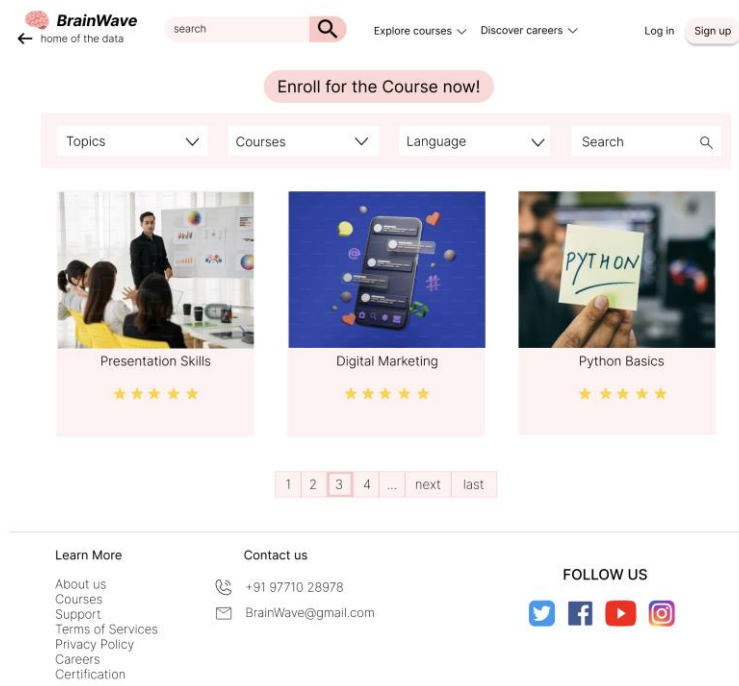 BrainWave
home of the data
search
Explore courses
Discover careers
Log in
Sign up
Enroll for the Course now!
Topics
Courses
Language
Search
PYTHON
Presentation Skills
Digital Marketing
Python Basics
1 2 3 4 ... next last
Learn More
About us
Courses
Support
Terms of Services
Privacy Policy
Careers
Certification
Contact us
+91 97710 28978
BrainWave@gmail.com
FOLLOW US